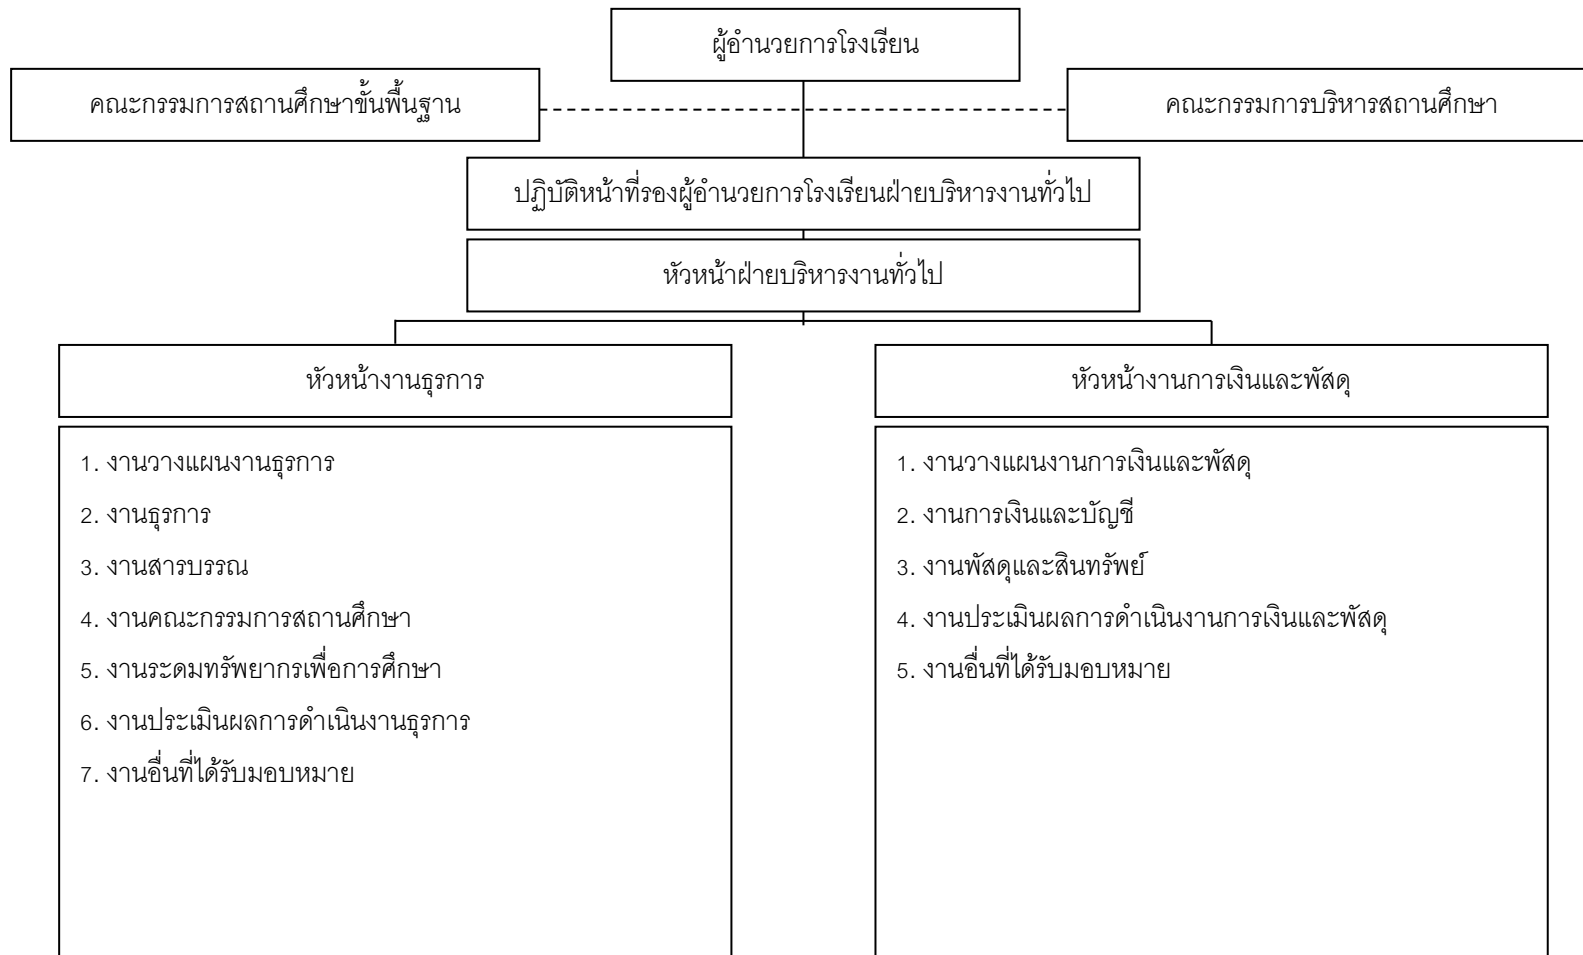 ผู้อำนวยการโรงเรียน
คณะกรรมการสถานศึกษาขั้นพื้นฐาน
คณะกรรมการบริหารสถานศึกษา
ปฏิบัติหน้าที่รองผู้อำนวยการโรงเรียนฝ่ายบริหารงานทั่วไป
หัวหน้าฝ่ายบริหารงานทั่วไป
หัวหน้างานธุรการ
1. งานวางแผนงานธุรการ
2. งานธุรการ
3. งานสารบรรณ
4. งานคณะกรรมการสถานศึกษา
5. งานระดมทรัพยากรเพื่อการศึกษา
6. งานประเมินผลการดำเนินงานธุรการ
7. งานอื่นที่ได้รับมอบหมาย
หัวหน้างานการเงินและพัสดุ
1. งานวางแผนงานการเงินและพัสดุ
2. งานการเงินและบัญชี
3. งานพัสดุและสินทรัพย์
4. งานประเมินผลการดำเนินงานการเงินและพัสดุ
5. งานอื่นที่ได้รับมอบหมาย